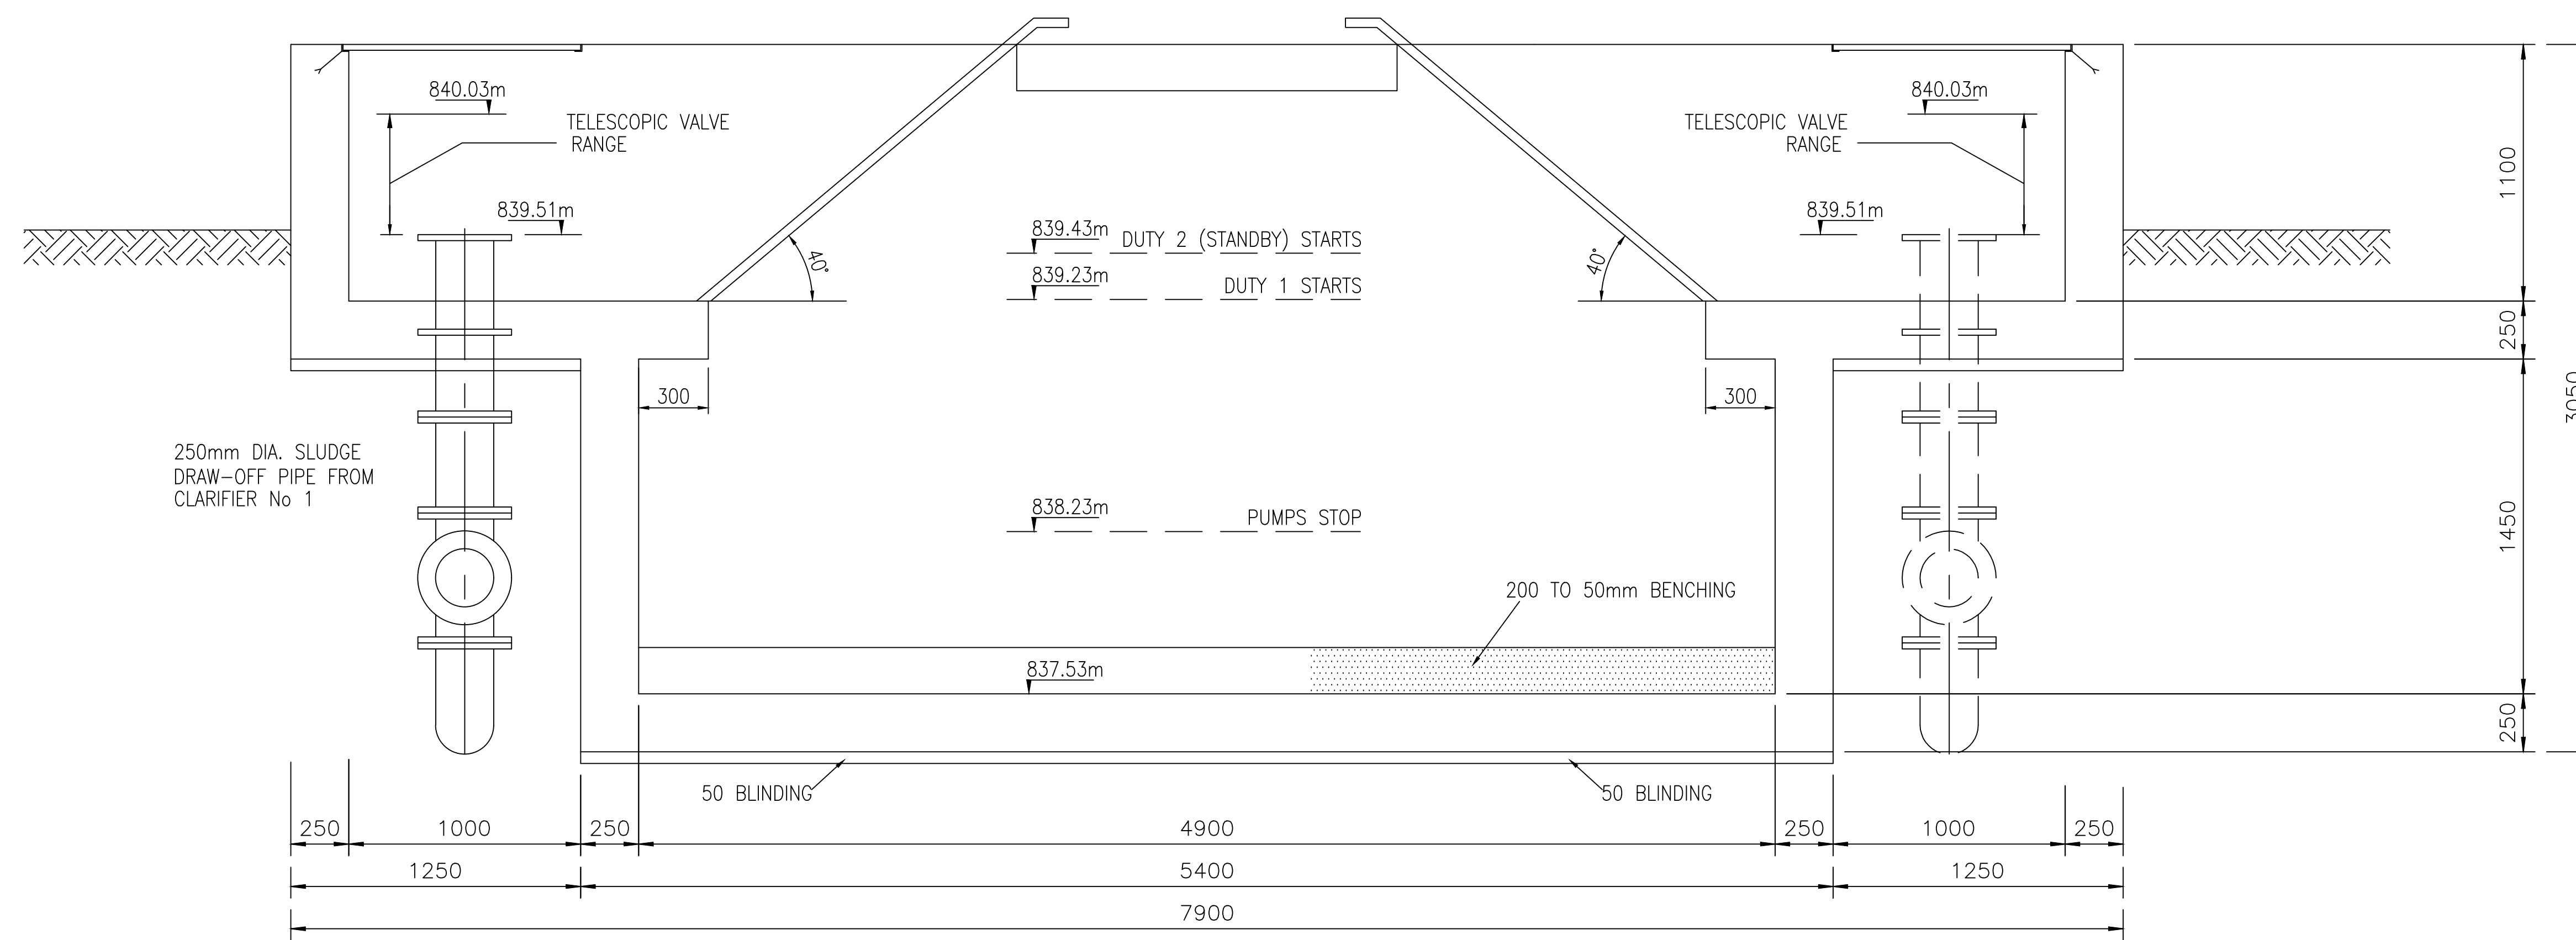 840.03m
840.03m
TELESCOPIC VALVE
RANGE
TELESCOPIC VALVE
RANGE
1100
839.51m
839.51m
839.43m DUTY 2 (STANDBY) STARTS
40°
40°
839.23m DUTY 1 STARTS
250
300
300
3050
250mm DIA. SLUDGE
DRAW-OFF PIPE FROM
CLARIFIER No 1
838.23m PUMPS STOP
1450
200 TO 50mm BENCHING
837.53m
250
50 BLINDING
50 BLINDING
250 1000 250 4900 250 1000 250
1250 5400 1250
7900